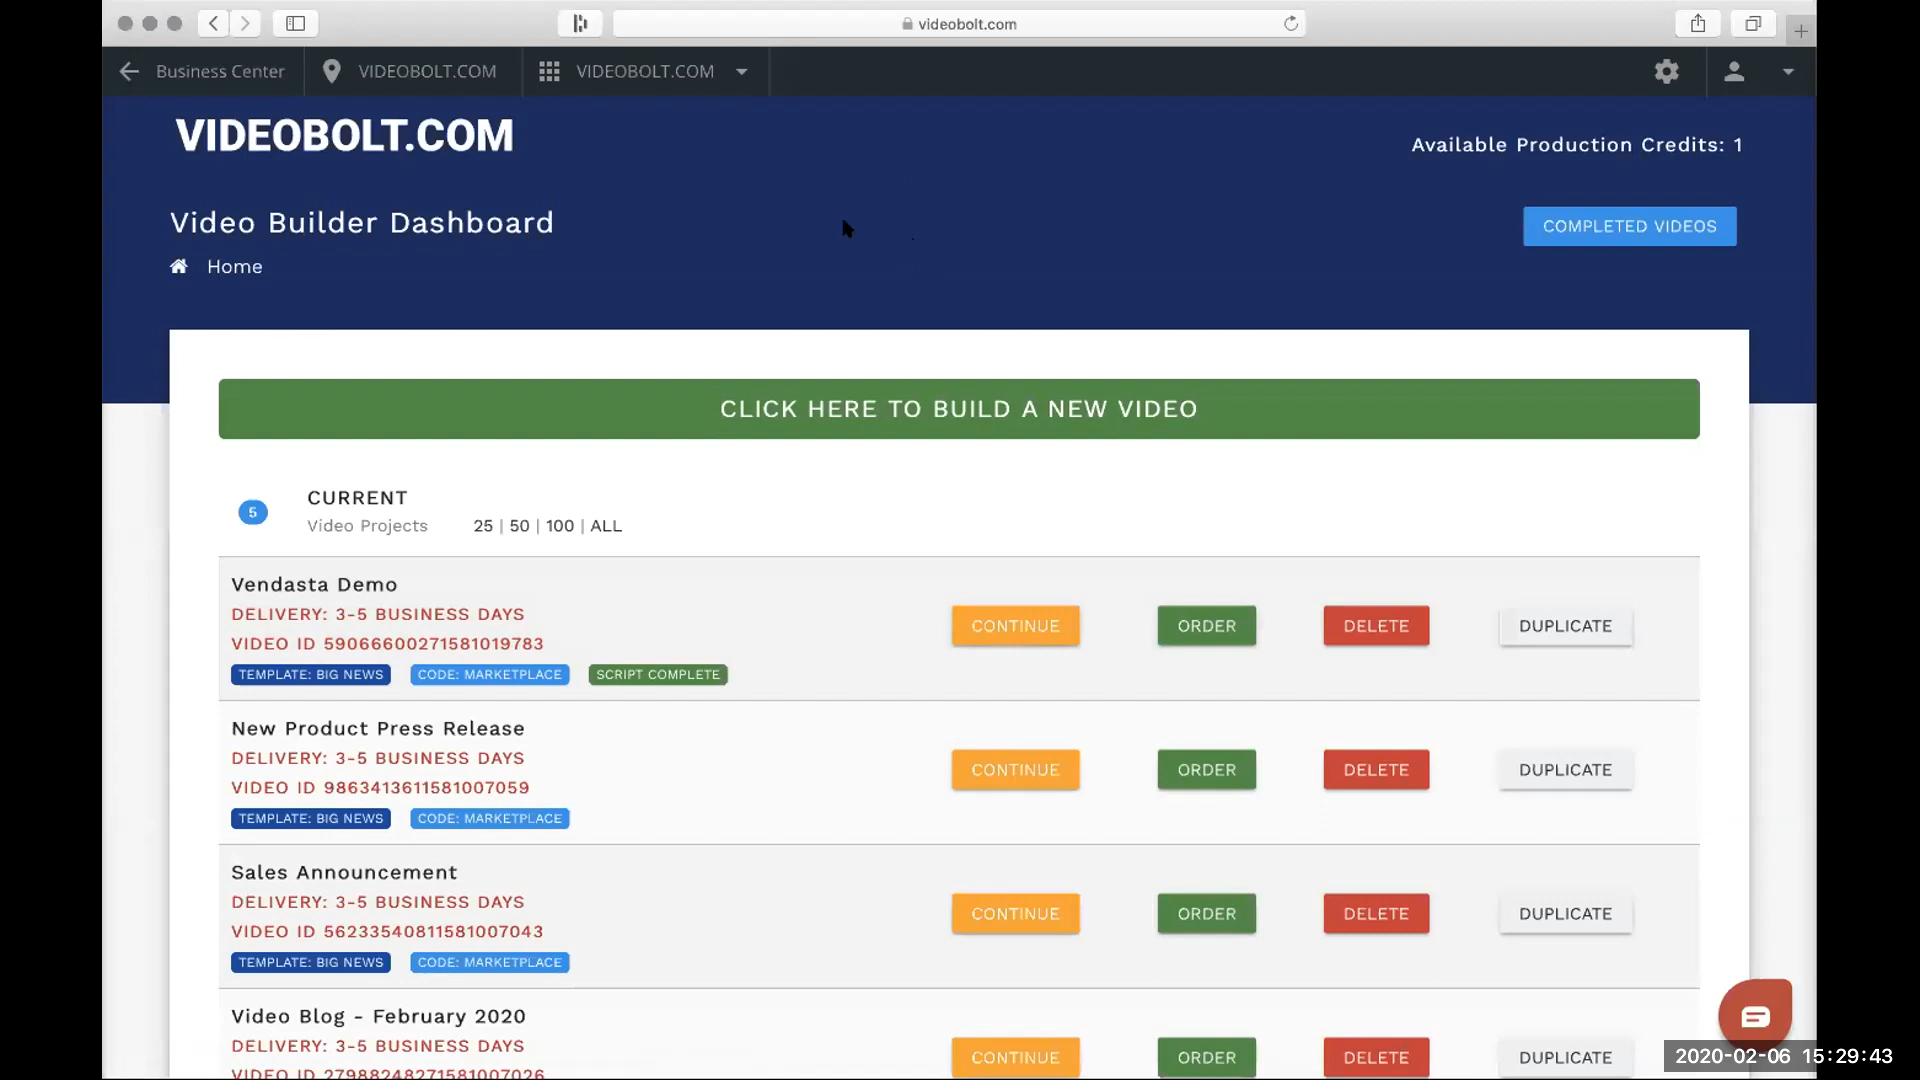 videobolt.com
Business Center VIDEOBOLT.COM VIDEOBOLT.COM
VIDEOBOLT.COM
Available Production Credits: 1
Video Builder Dashboard
COMPLETED VIDEOS
Home
CLICK HERE TO BUILD A NEW VIDEO
5
CURRENT
Video Projects 25 | 50 | 100 | ALL
Vendasta Demo
DELIVERY: 3-5 BUSINESS DAYS
CONTINUE ORDER DELETE DUPLICATE
VIDEO ID 59066600271581019783
TEMPLATE: BIG NEWS CODE: MARKETPLACE SCRIPT COMPLETE
New Product Press Release
DELIVERY: 3-5 BUSINESS DAYS
CONTINUE ORDER DELETE DUPLICATE
VIDEO ID 9863413611581007059
TEMPLATE: BIG NEWS CODE: MARKETPLACE
Sales Announcement
DELIVERY: 3-5 BUSINESS DAYS
CONTINUE ORDER DELETE DUPLICATE
VIDEO ID 56233540811581007043
TEMPLATE: BIG NEWS CODE: MARKETPLACE
Video Blog - February 2020
DELIVERY: 3-5 BUSINESS DAYS
CONTINUE ORDER DELETE DUPLICATE
VIDEO ID 27988248271581007026
2020-02-06 15:29:43